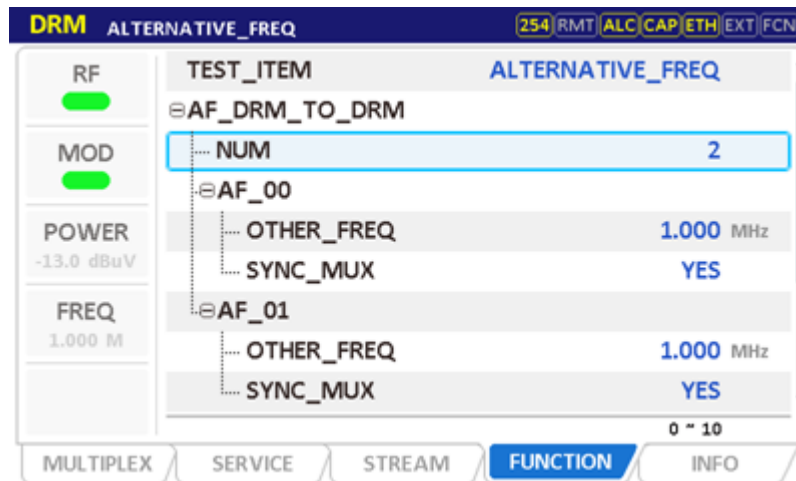 DRM ALTERNATIVE_FREQ 254 RMT ALC CAP ETH EXT FCN
RF
MOD
POWER
-13.0 dBuV
FREQ
1.000 M
TEST_ITEM ALTERNATIVE_FREQ
AF_DRM_TO_DRM
NUM 2
AF_00
OTHER_FREQ 1.000 MHz
SYNC_MUX YES
AF_01
OTHER_FREQ 1.000 MHz
SYNC_MUX YES
0 ~ 10
MULTIPLEX SERVICE STREAM FUNCTION INFO